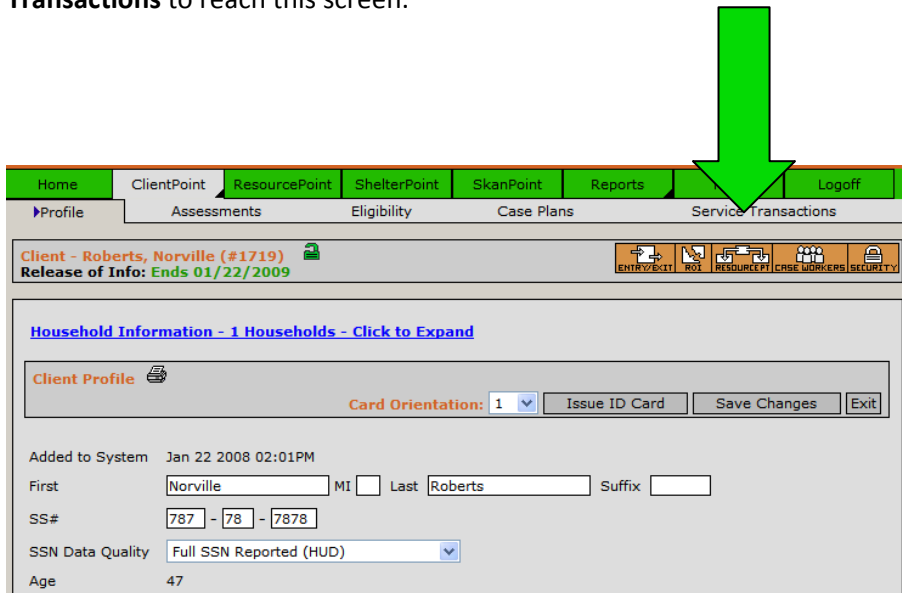 Transactions to reach this screen.
Home ClientPoint ResourcePoint ShelterPoint SkanPoint Reports Logoff
Profile Assessments Eligibility Case Plans Service Transactions
Client - Roberts, Norville (#1719)
Release of Info: Ends 01/22/2009
ENTRY/EXIT ROI RESOURCEPT CASE WORKERS SECURITY
Household Information - 1 Households - Click to Expand
Client Profile
Card Orientation: 1 Issue ID Card Save Changes Exit
Added to System Jan 22 2008 02:01PM
First Norville MI Last Roberts Suffix
SS# 787 - 78 - 7878
SSN Data Quality Full SSN Reported (HUD)
Age 47